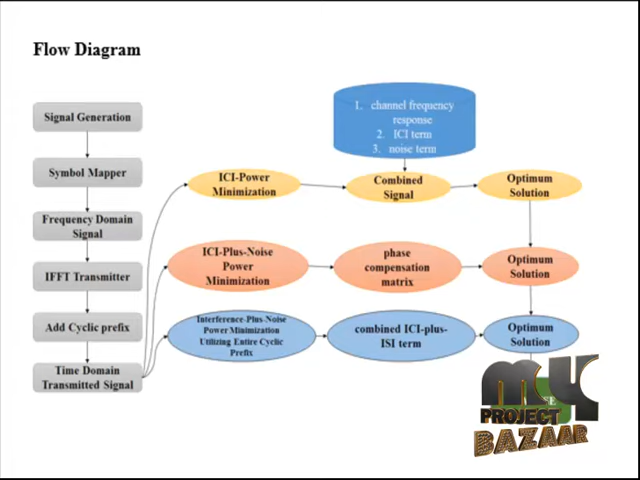 Flow Diagram
Signal Generation
Symbol Mapper
Frequency Domain
Signal
IFFT Transmitter
Add Cyclic prefix
Time Domain
Transmitted Signal
1. channel frequency
response
2. ICI term
3. noise term
ICI-Power
Minimization
Combined
Signal
Optimum
Solution
ICI-Plus-Noise
Power
Minimization
phase
compensation
matrix
Optimum
Solution
Interference-Plus-Noise
Power Minimization
Utilizing Entire Cyclic
Prefix
combined ICI-plus-
ISI term
Optimum
Solution
MY
PROJECT
BAZAAR